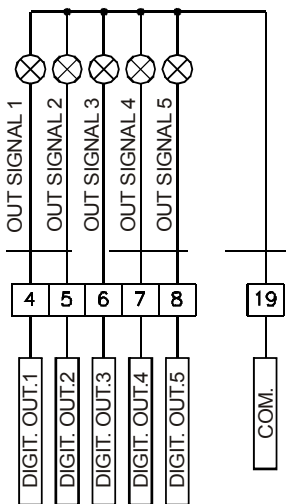 OUT SIGNAL 1
OUT SIGNAL 2
OUT SIGNAL 3
OUT SIGNAL 4
OUT SIGNAL 5
4 5 6 7 8 19
DIGIT. OUT.1
DIGIT. OUT.2
DIGIT. OUT.3
DIGIT. OUT.4
DIGIT. OUT.5
COM.